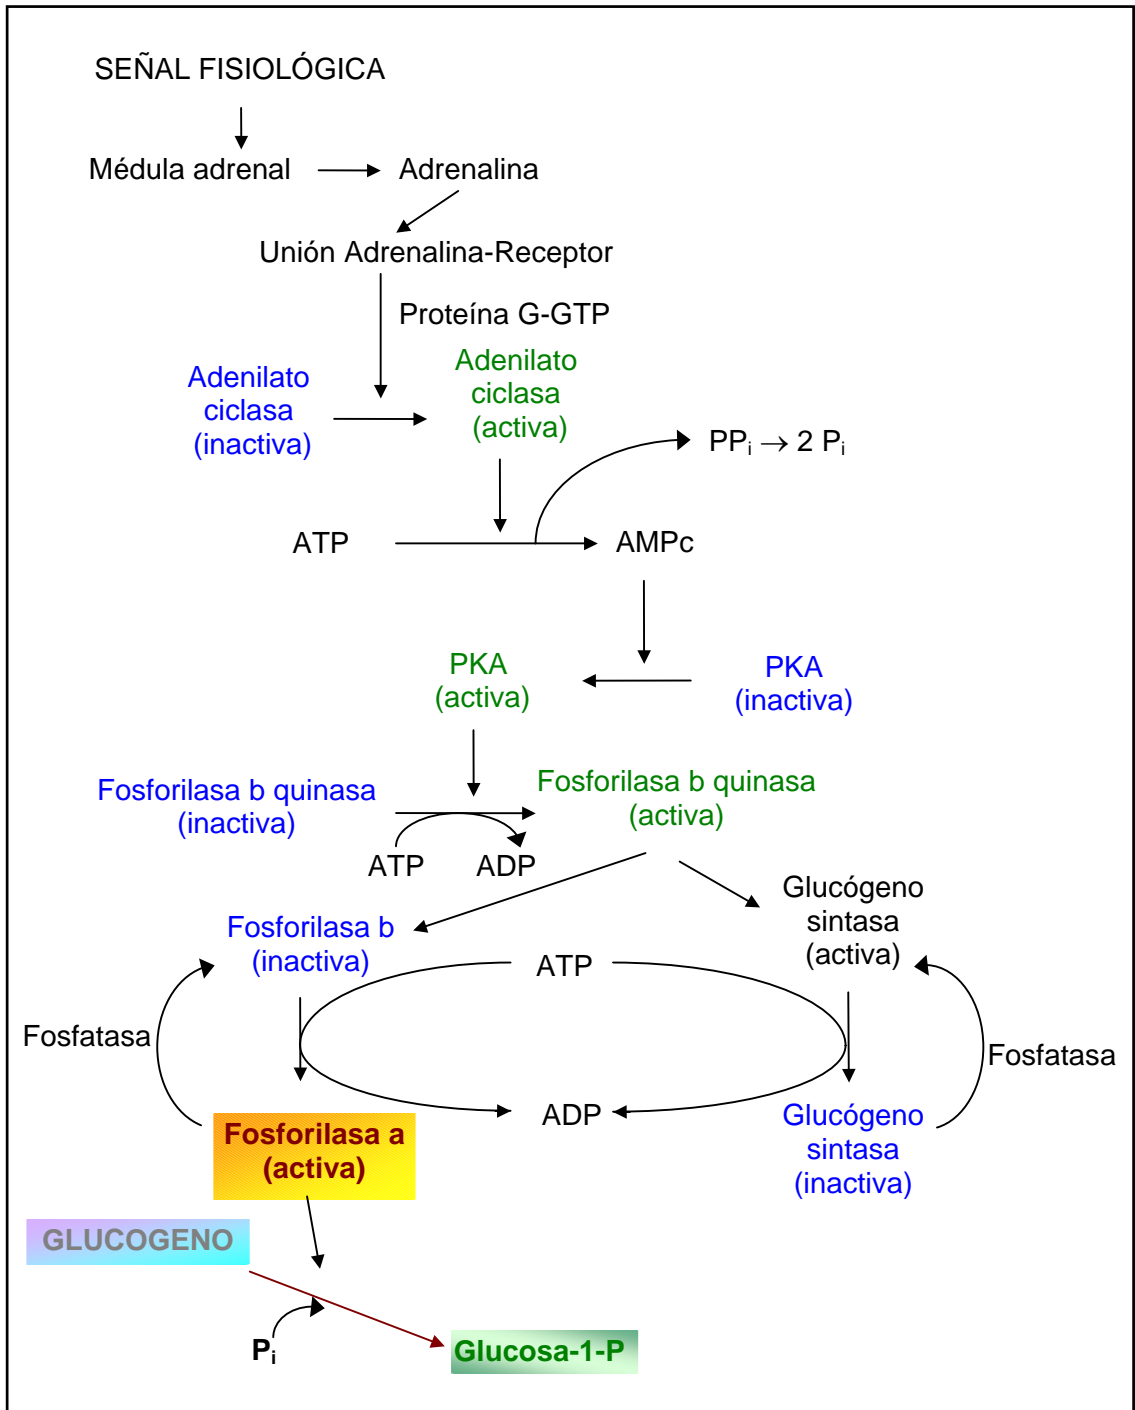 SEÑAL FISIOLÓGICA
Médula adrenal
Adrenalina
Unión Adrenalina-Receptor
Proteína G-GTP
Adenilato
ciclasa
(inactiva)
Adenilato
ciclasa
(activa)
PPi → 2 Pi
ATP
AMPc
PKA
(activa)
PKA
(inactiva)
Fosforilasa b quinasa
(inactiva)
Fosforilasa b quinasa
(activa)
ATP
ADP
Glucógeno
sintasa
(activa)
Fosforilasa b
(inactiva)
ATP
Fosfatasa
Fosfatasa
ADP
Fosforilasa a
(activa)
Glucógeno
sintasa
(inactiva)
GLUCOGENO
Pi
Glucosa-1-P